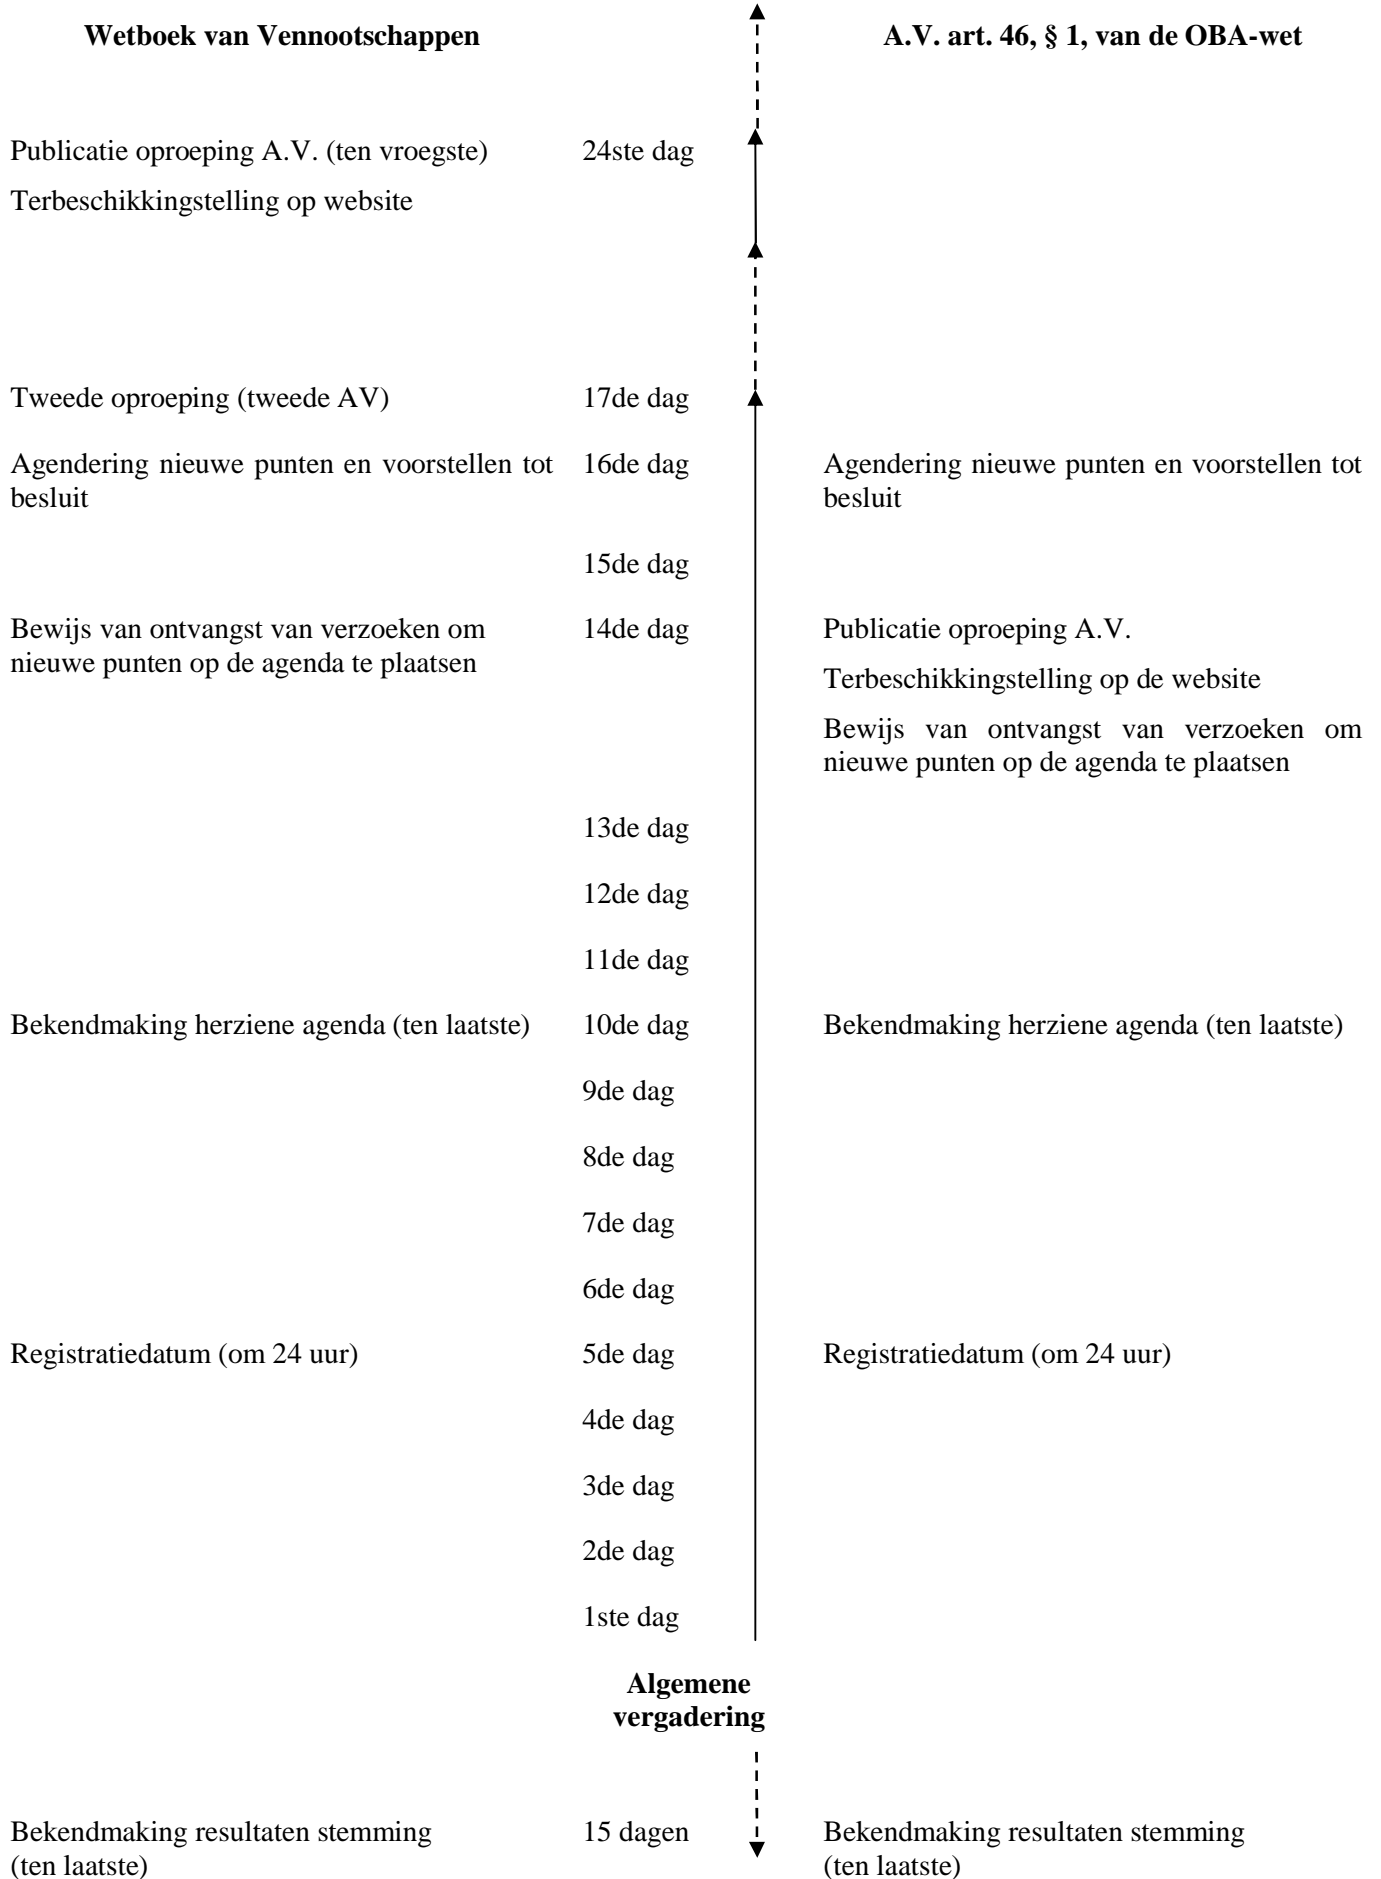 Wetboek van Vennootschappen
A.V. art. 46, § 1, van de OBA-wet
Publicatie oproeping A.V. (ten vroegste)
24ste dag
Terbeschikkingstelling op website
Tweede oproeping (tweede AV)
17de dag
Agendering nieuwe punten en voorstellen tot
besluit
16de dag
Agendering nieuwe punten en voorstellen tot
besluit
15de dag
Bewijs van ontvangst van verzoeken om
nieuwe punten op de agenda te plaatsen
14de dag
Publicatie oproeping A.V.
Terbeschikkingstelling op de website
Bewijs van ontvangst van verzoeken om
nieuwe punten op de agenda te plaatsen
13de dag
12de dag
11de dag
Bekendmaking herziene agenda (ten laatste)
10de dag
Bekendmaking herziene agenda (ten laatste)
9de dag
8de dag
7de dag
6de dag
Registratiedatum (om 24 uur)
5de dag
Registratiedatum (om 24 uur)
4de dag
3de dag
2de dag
1ste dag
Algemene
vergadering
Bekendmaking resultaten stemming
(ten laatste)
15 dagen
Bekendmaking resultaten stemming
(ten laatste)